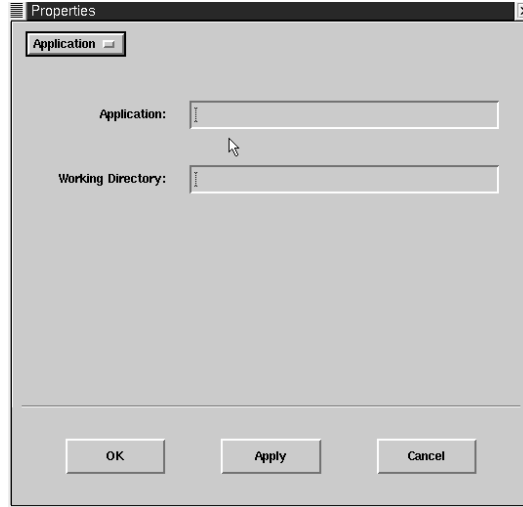 Properties
Application
Application:
Working Directory:
OK Apply Cancel